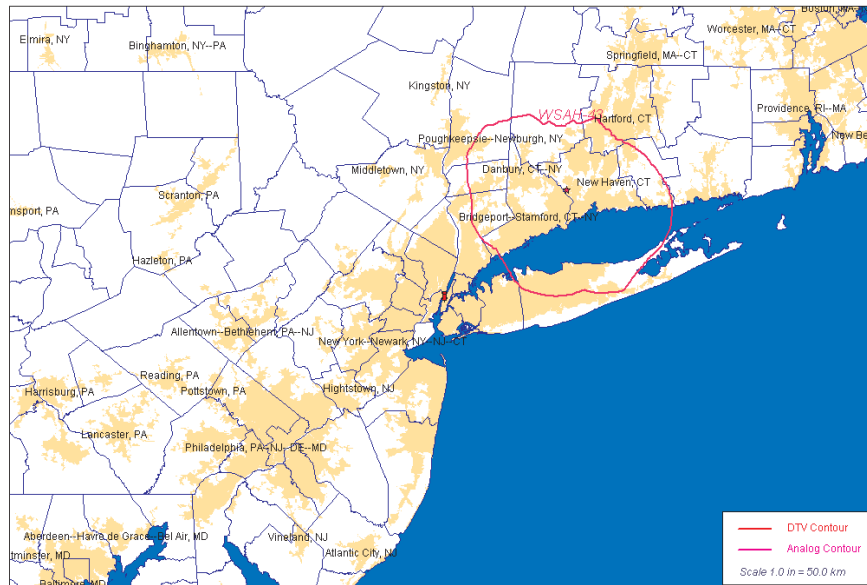 Elmira, NY
Binghamton, NY--PA
Worcester, MA--CT
Springfield, MA--CT
Kingston, NY
Providence, RI--MA
WSAH-43
Hartford, CT
Poughkeepsie--Newburgh, NY
Middletown, NY
Danbury, CT--NY
New Haven, CT
Scranton, PA
Bridgeport--Stamford, CT--NY
Hazleton, PA
Allentown--Bethlehem, PA--NJ
New York--Newark, NY--NJ--CT
Reading, PA
Pottstown, PA
Hightstown, NJ
Harrisburg, PA
Lancaster, PA
Philadelphia, PA--NJ--DE--MD
Aberdeen--Havre de Grace--Bel Air, MD
Vineland, NJ
Atlantic City, NJ
Baltimore, MD
DTV Contour
Analog Contour
Scale 1.0 in = 50.0 km